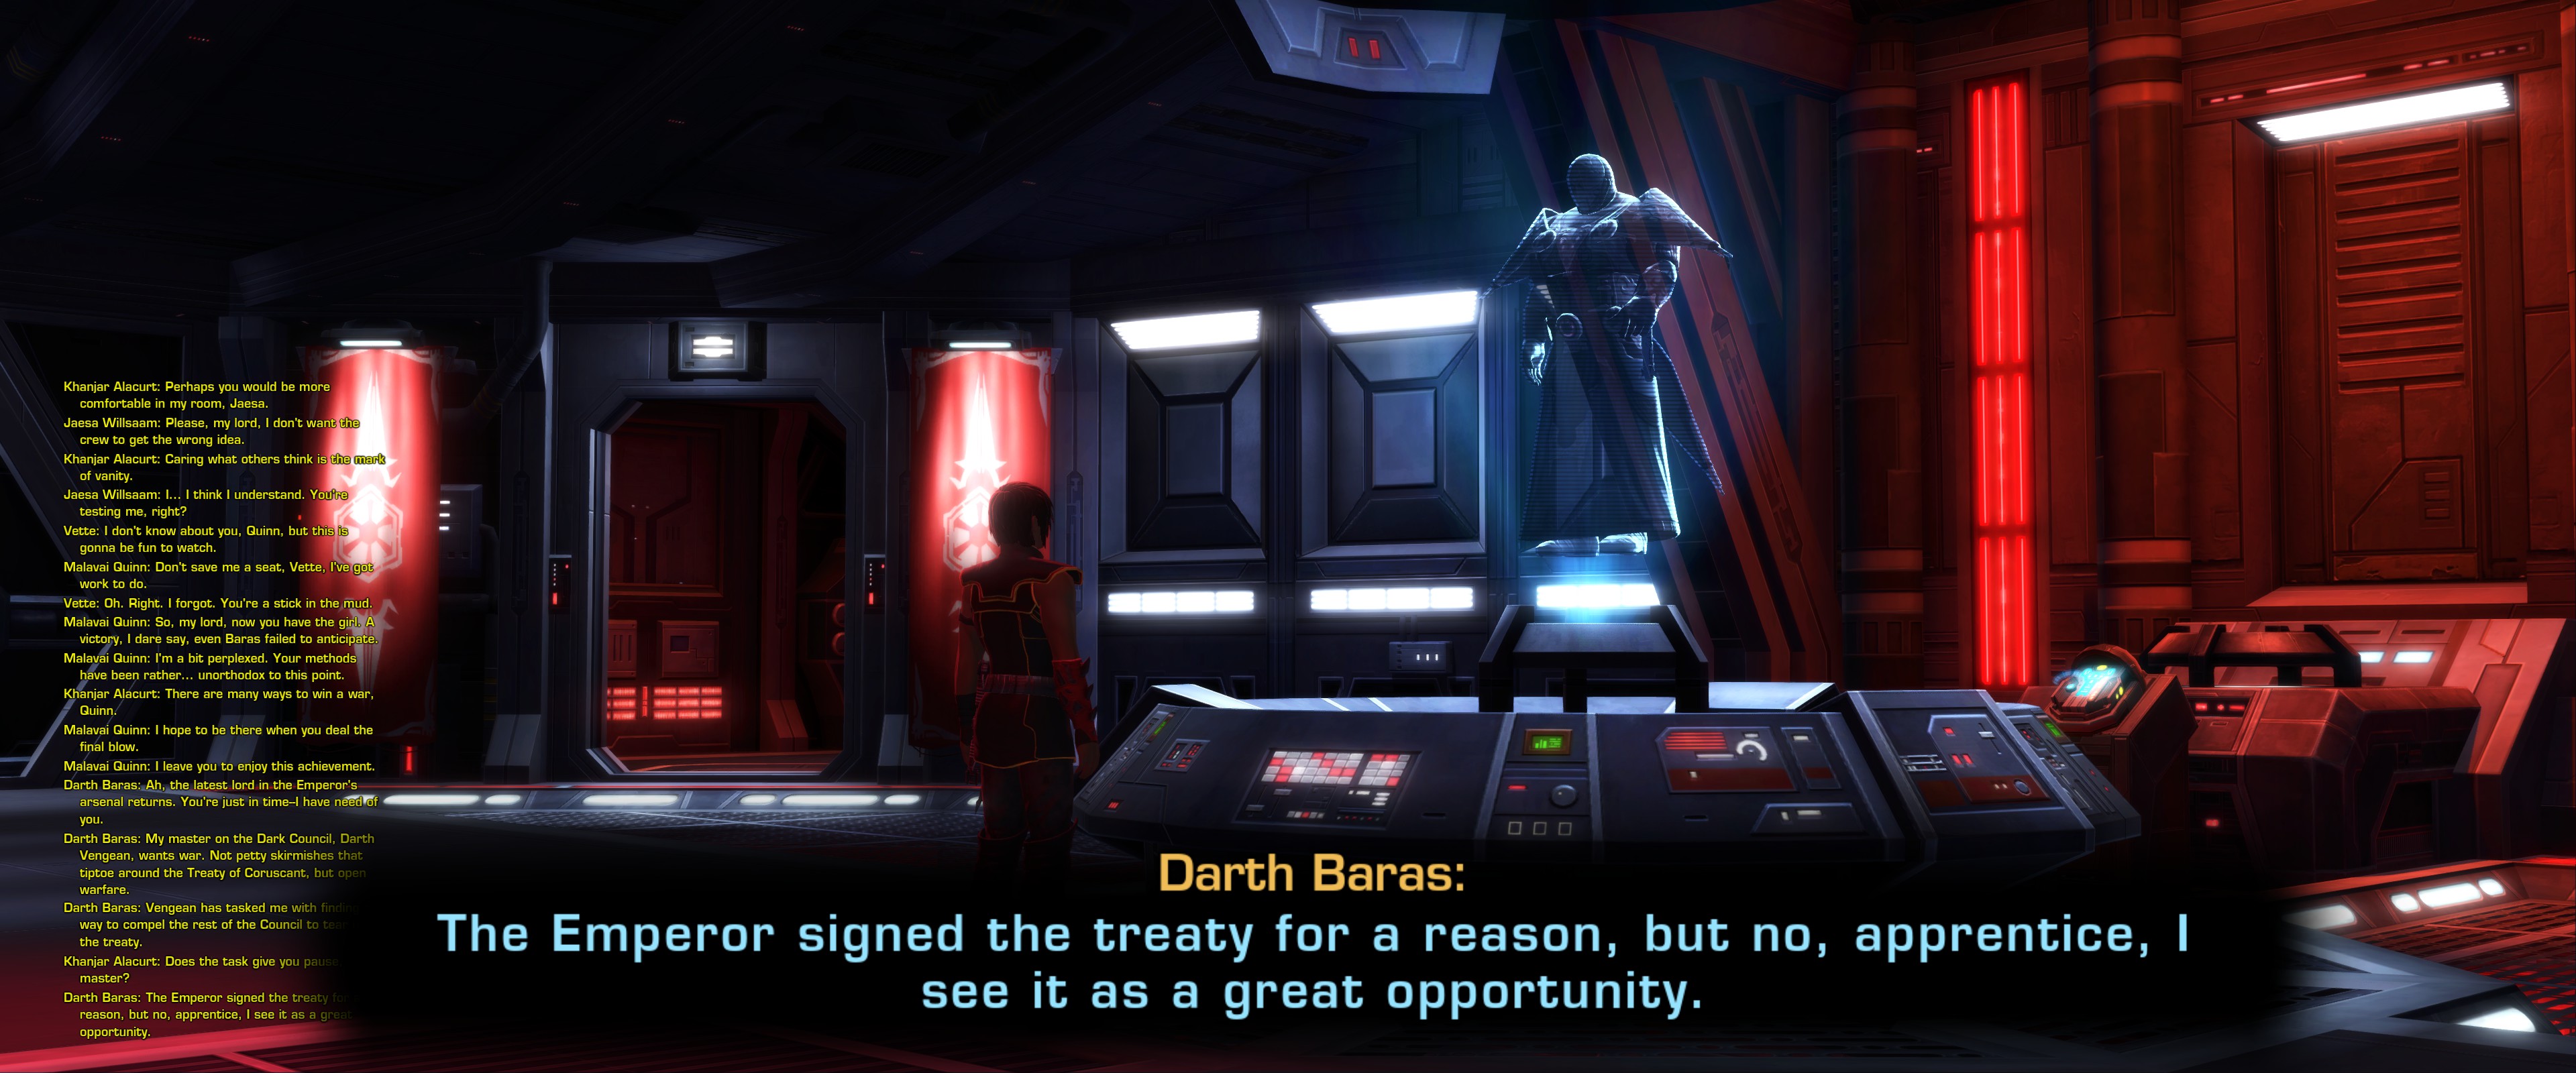 Khanjar Alacurt: Perhaps you would be more
comfortable in my room, Jaesa.
Jaesa Willsaam: Please, my lord, I don't want the
crew to get the wrong idea.
Khanjar Alacurt: Caring what others think is the mark
of vanity.
Jaesa Willsaam: I... I think I understand. You're
testing me, right?
Vette: I don't know about you, Quinn, but this is
gonna be fun to watch.
Malavai Quinn: Don't save me a seat, Vette, I've got
work to do.
Vette: Oh. Right. I forgot. You're a stick in the mud.
Malavai Quinn: So, my lord, now you have the girl. A
victory, I dare say, even Baras failed to anticipate.
Malavai Quinn: I'm a bit perplexed. Your methods
have been rather... unorthodox to this point.
Khanjar Alacurt: There are many ways to win a war,
Quinn.
Malavai Quinn: I hope to be there when you deal the
final blow.
Malavai Quinn: I leave you to enjoy this achievement.
Darth Baras: Ah, the latest lord in the Emperor's
arsenal returns. You're just in time–I have need of
you.
Darth Baras: My master on the Dark Council, Darth
Vengean, wants war. Not petty skirmishes that
tiptoe around the Treaty of Coruscant, but open
warfare.
Darth Baras: Vengean has tasked me with finding
way to compel the rest of the Council to tear
the treaty.
Khanjar Alacurt: Does the task give you pause,
master?
Darth Baras: The Emperor signed the treaty for
reason, but no, apprentice, I see it as a great
opportunity.
Darth Baras:
The Emperor signed the treaty for a reason, but no, apprentice, I
see it as a great opportunity.